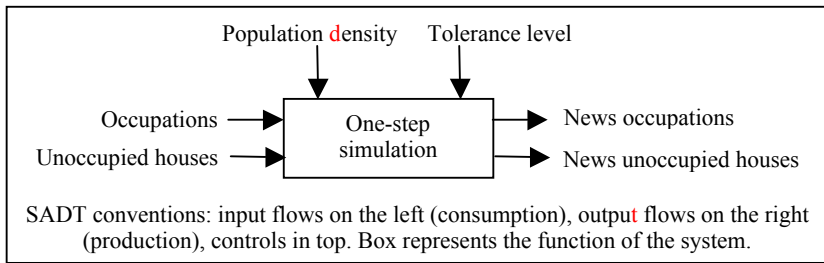 Population density
Tolerance level
Occupations
Unoccupied houses
One-step
simulation
News occupations
News unoccupied houses
SADT conventions: input flows on the left (consumption), output flows on the right
(production), controls in top. Box represents the function of the system.